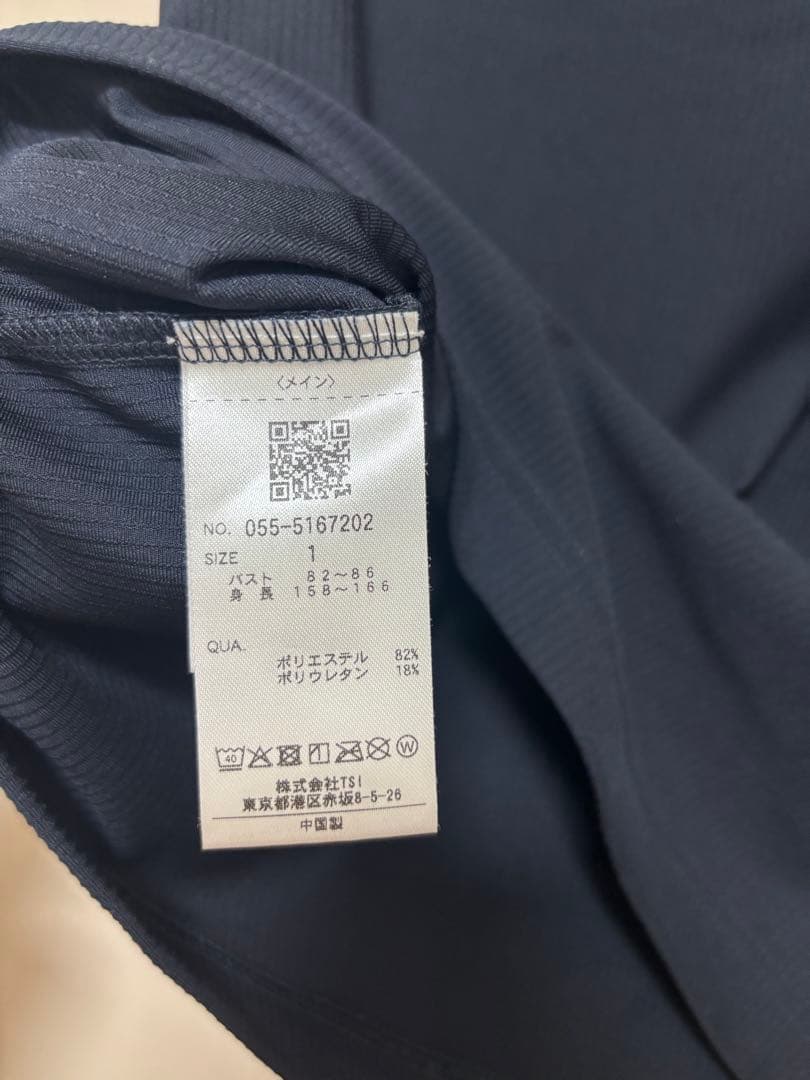 〈メイン〉
NO. 055-5167202
SIZE 1
バスト 82～86
身長 158～166
QUA.
ポリエステル 82%
ポリウレタン 18%
40 W
株式会社TSI
東京都港区赤坂8-5-26
中国製